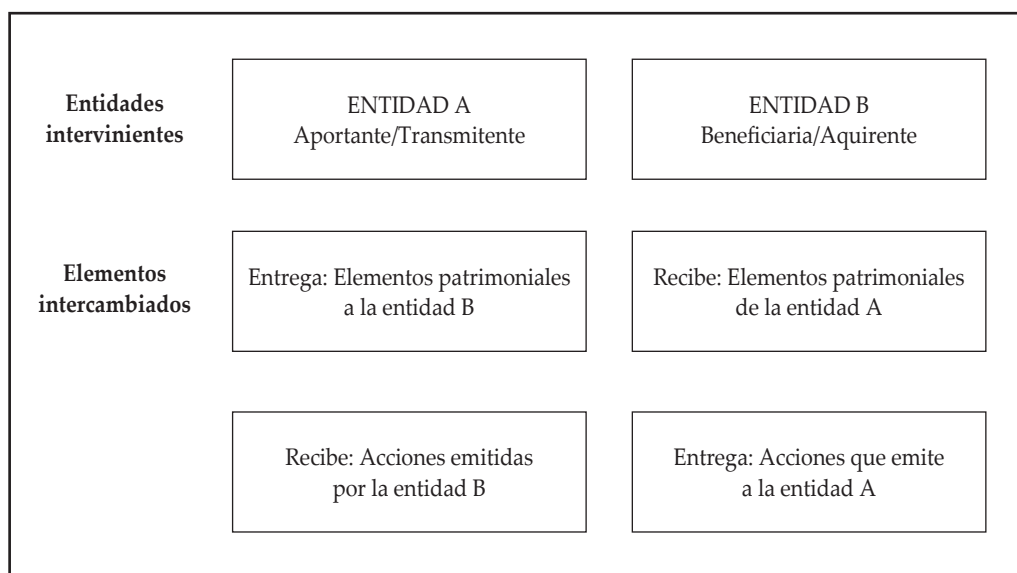 Entidades
intervinientes
ENTIDAD A
Aportante/Transmitente
ENTIDAD B
Beneficiaria/Aquirente
Elementos
intercambiados
Entrega: Elementos patrimoniales
a la entidad B
Recibe: Elementos patrimoniales
de la entidad A
Recibe: Acciones emitidas
por la entidad B
Entrega: Acciones que emite
a la entidad A